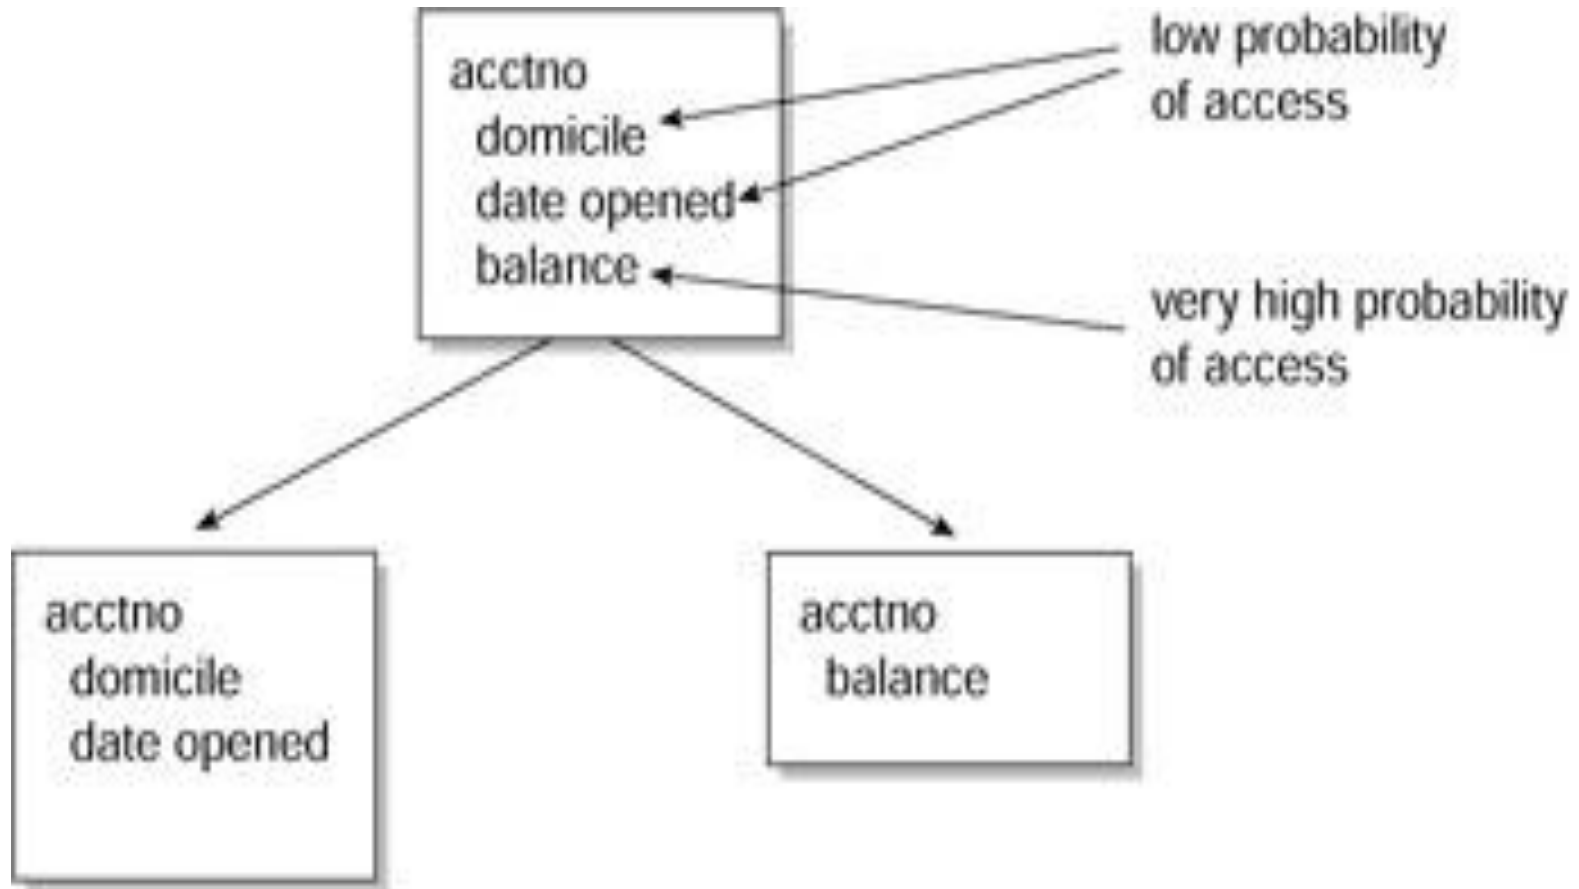 acctno
domicile
date opened
balance
low probability
of access
very high probability
of access
acctno
domicile
date opened
acctno
balance